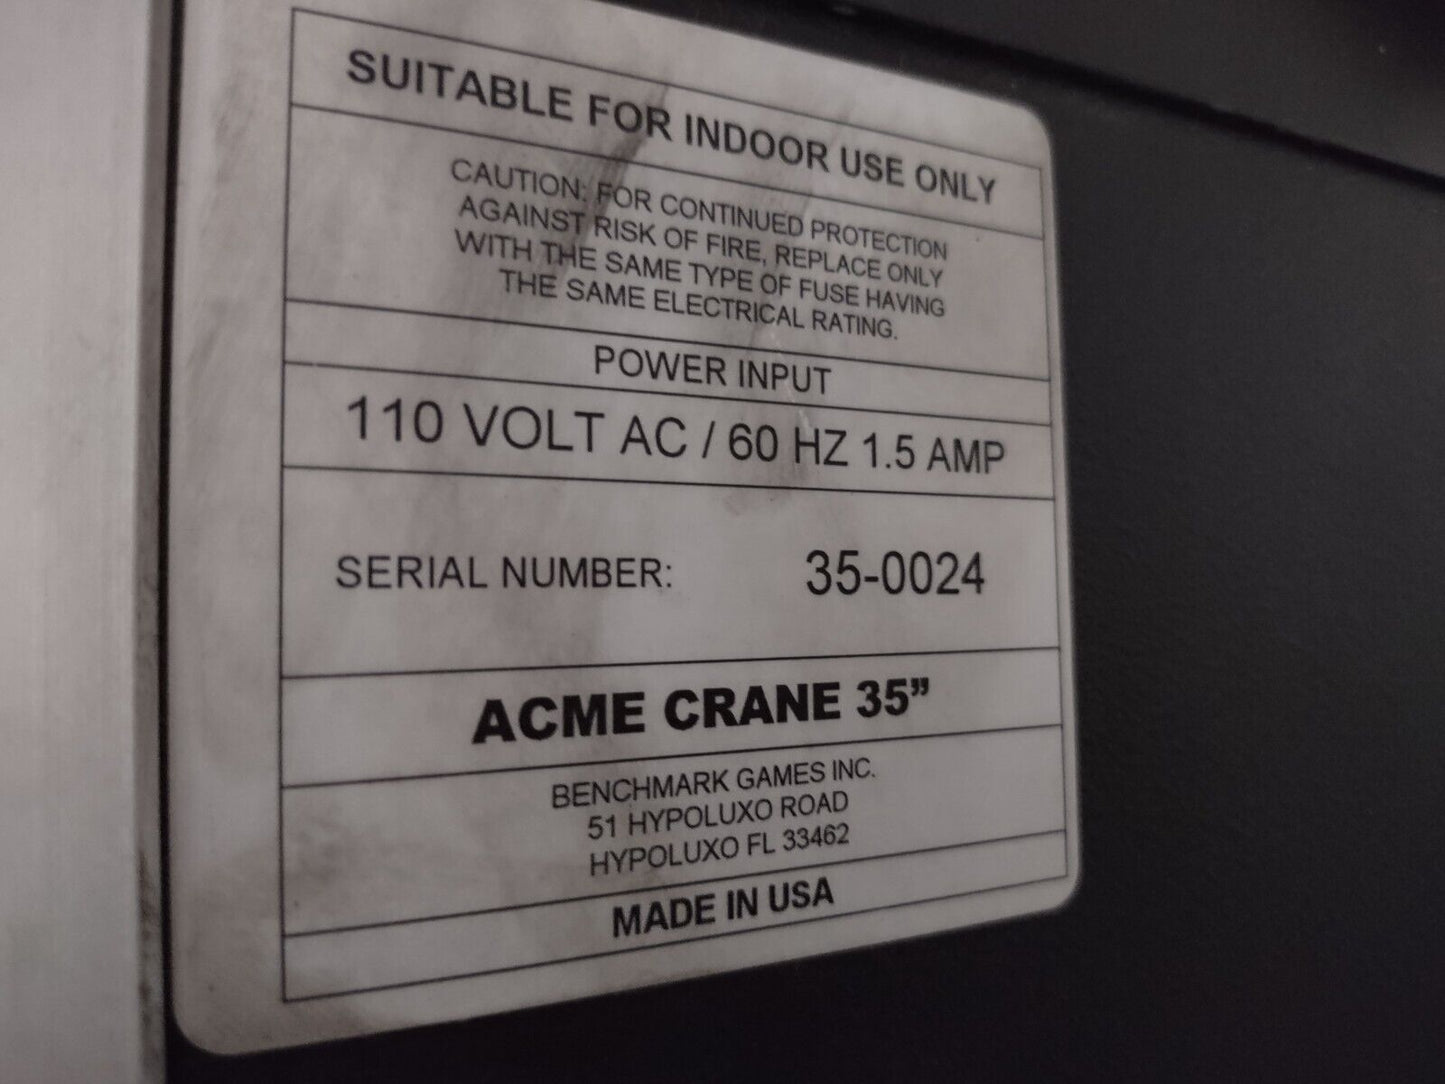 SUITABLE FOR INDOOR USE ONLY
CAUTION: FOR CONTINUED PROTECTION
AGAINST RISK OF FIRE, REPLACE ONLY
WITH THE SAME TYPE OF FUSE HAVING
THE SAME ELECTRICAL RATING.
POWER INPUT
110 VOLT AC / 60 HZ 1.5 AMP
SERIAL NUMBER: 35-0024
ACME CRANE 35”
BENCHMARK GAMES INC.
51 HYPOLUXO ROAD
HYPOLUXO FL 33462
MADE IN USA